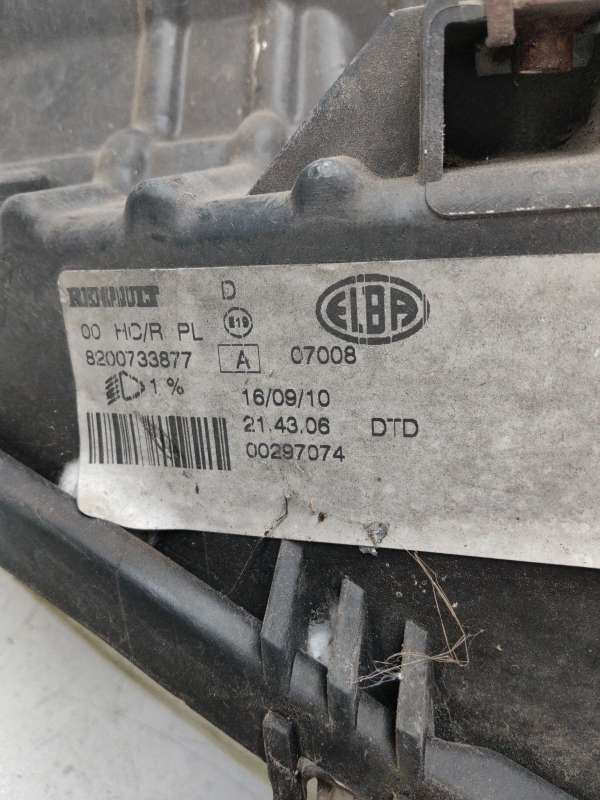 RENAULT D ELBA
00 HC/R PL E19
8200733877 A 07008
1 % 16/09/10
21.43.06 DTD
00297074